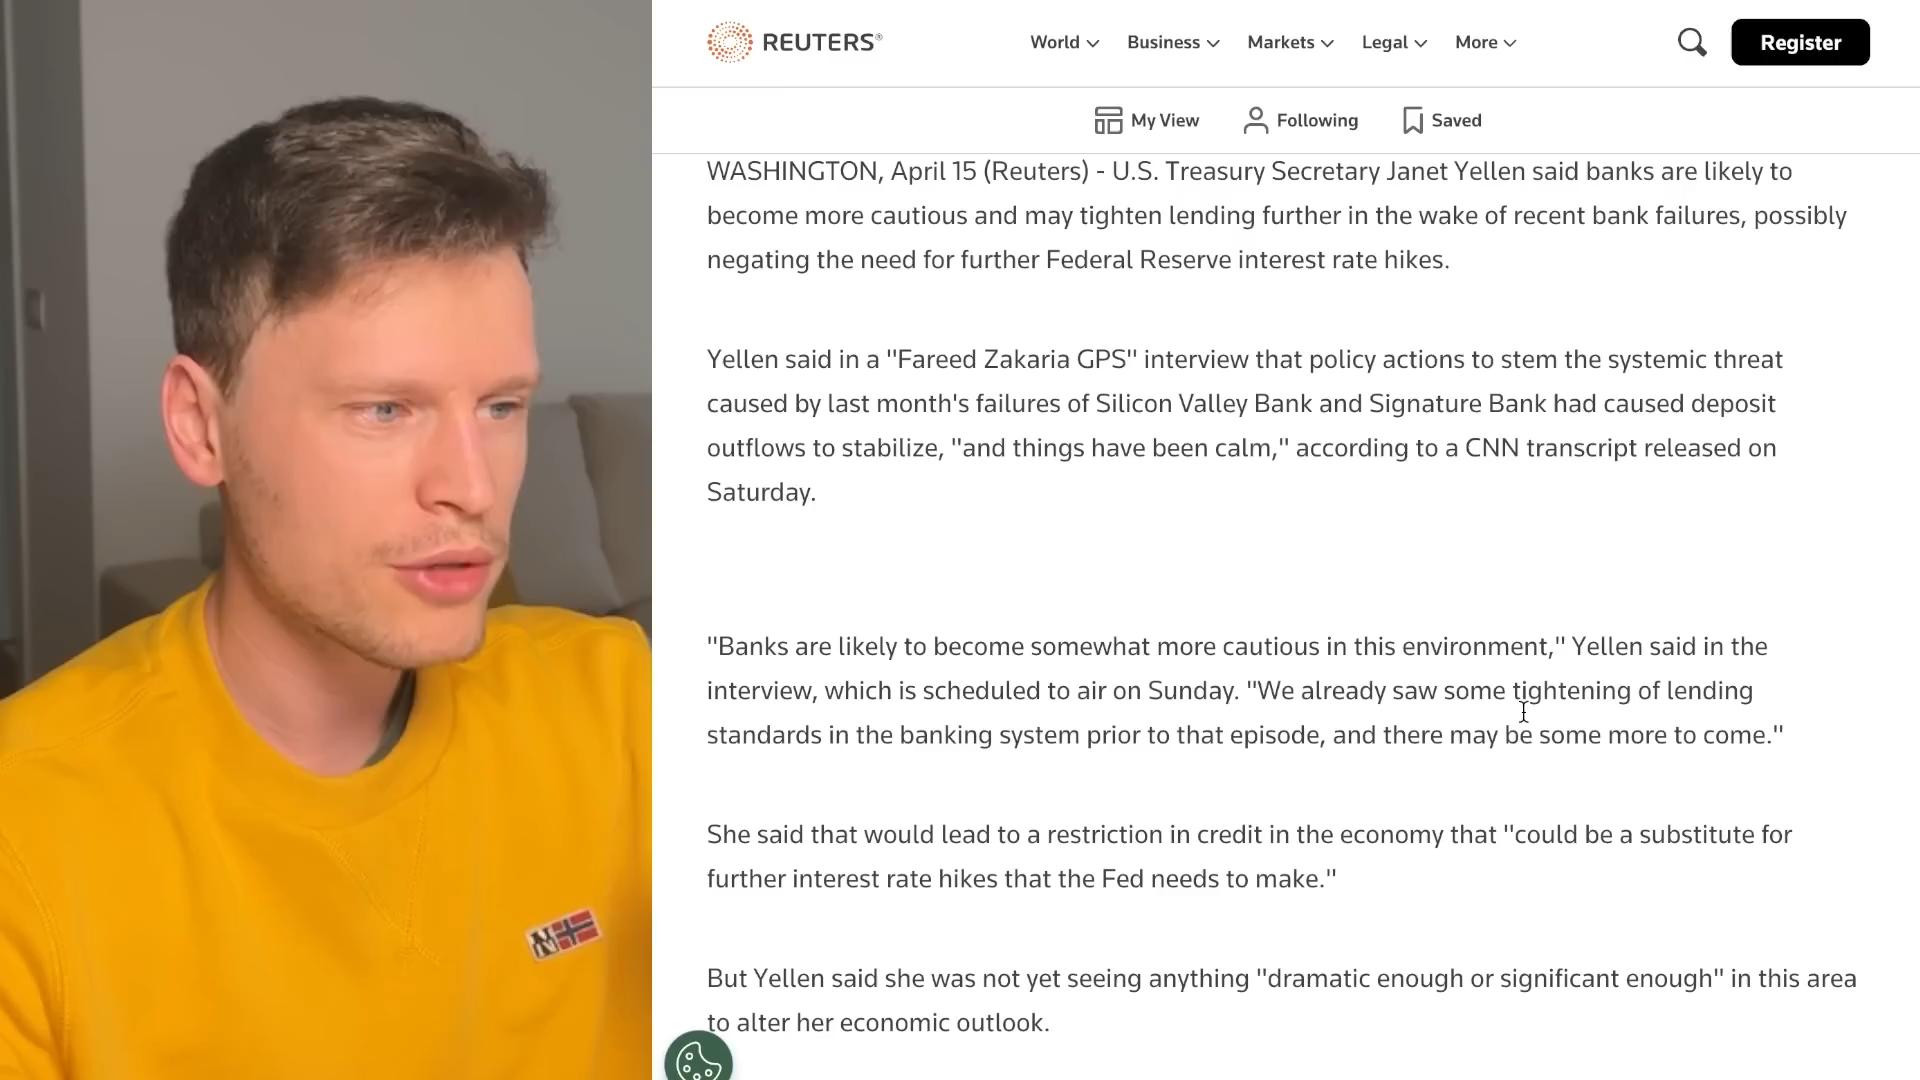 REUTERS®
World
Business
Markets
Legal
More
Register
My View
Following
Saved
WASHINGTON, April 15 (Reuters) - U.S. Treasury Secretary Janet Yellen said banks are likely to
become more cautious and may tighten lending further in the wake of recent bank failures, possibly
negating the need for further Federal Reserve interest rate hikes.
Yellen said in a "Fareed Zakaria GPS" interview that policy actions to stem the systemic threat
caused by last month's failures of Silicon Valley Bank and Signature Bank had caused deposit
outflows to stabilize, "and things have been calm," according to a CNN transcript released on
Saturday.
"Banks are likely to become somewhat more cautious in this environment," Yellen said in the
interview, which is scheduled to air on Sunday. "We already saw some tightening of lending
standards in the banking system prior to that episode, and there may be some more to come."
She said that would lead to a restriction in credit in the economy that "could be a substitute for
further interest rate hikes that the Fed needs to make."
But Yellen said she was not yet seeing anything "dramatic enough or significant enough" in this area
to alter her economic outlook.
N